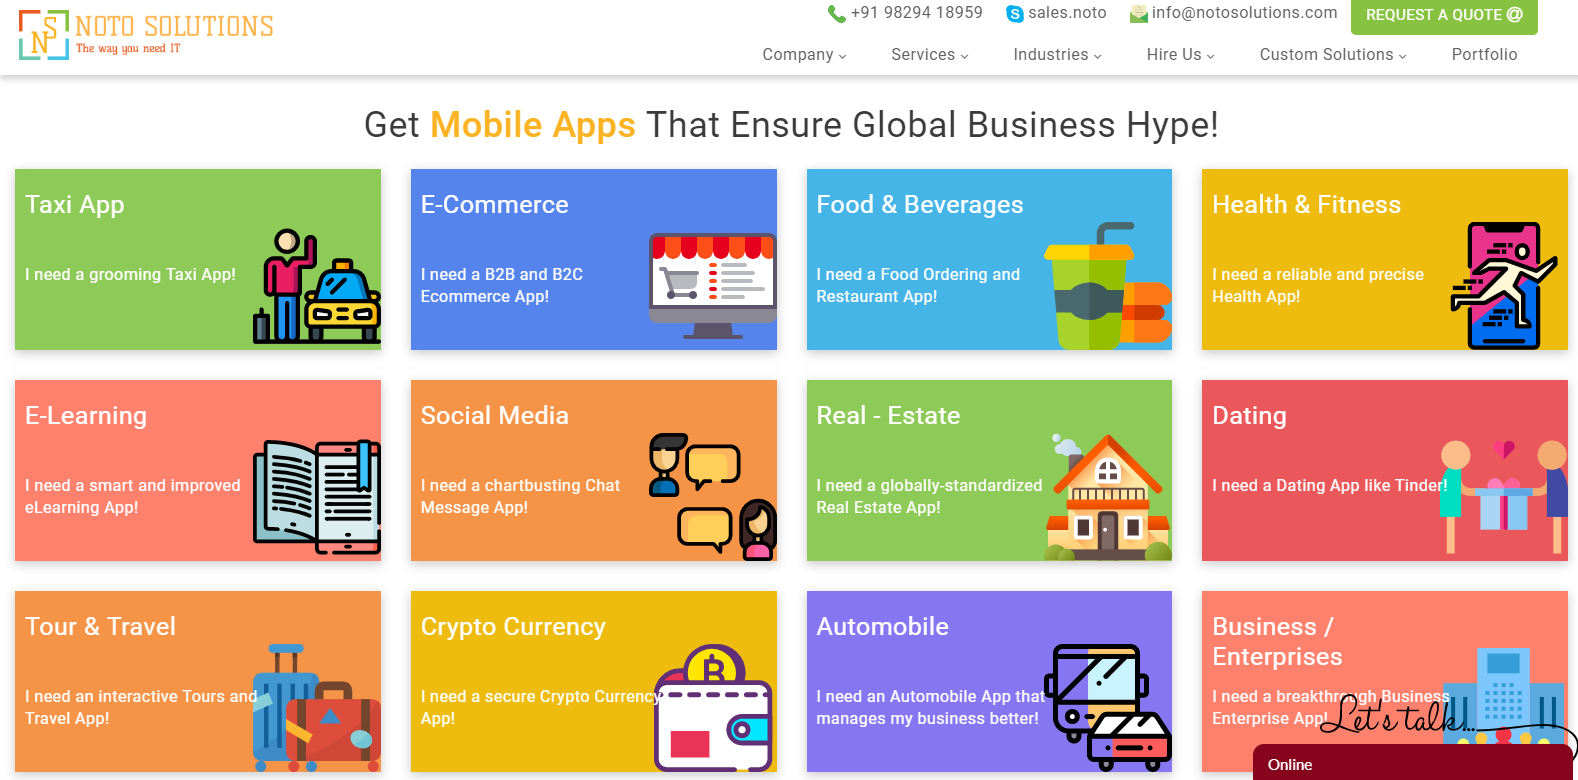 NS NOTO SOLUTIONS
The way you need IT
+91 98294 18959 sales.noto info@notosolutions.com REQUEST A QUOTE @
Company Services Industries Hire Us Custom Solutions Portfolio
Get Mobile Apps That Ensure Global Business Hype!
Taxi App
I need a grooming Taxi App!
E-Commerce
I need a B2B and B2C
Ecommerce App!
Food & Beverages
I need a Food Ordering and
Restaurant App!
Health & Fitness
I need a reliable and precise
Health App!
E-Learning
I need a smart and improved
eLearning App!
Social Media
I need a chartbusting Chat
Message App!
Real - Estate
I need a globally-standardized
Real Estate App!
Dating
I need a Dating App like Tinder!
Tour & Travel
I need an interactive Tours and
Travel App!
Crypto Currency
I need a secure Crypto Currency
App!
Automobile
I need an Automobile App that
manages my business better!
Business /
Enterprises
I need a breakthrough Business
Enterprise App!
Let's talk...
Online